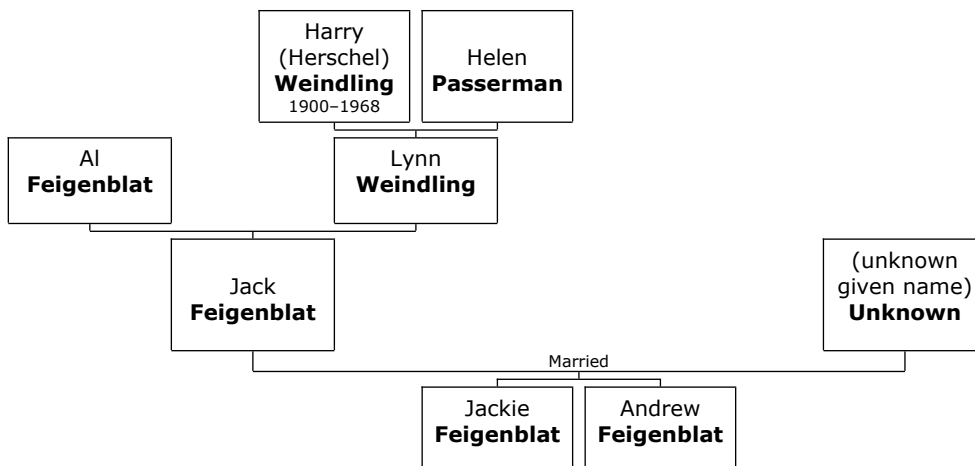 Harry
(Herschel)
Weindling
1900–1968
Helen
Passerman
Al
Feigenblat
Lynn
Weindling
Jack
Feigenblat
(unknown
given name)
Unknown
Married
Jackie
Feigenblat
Andrew
Feigenblat